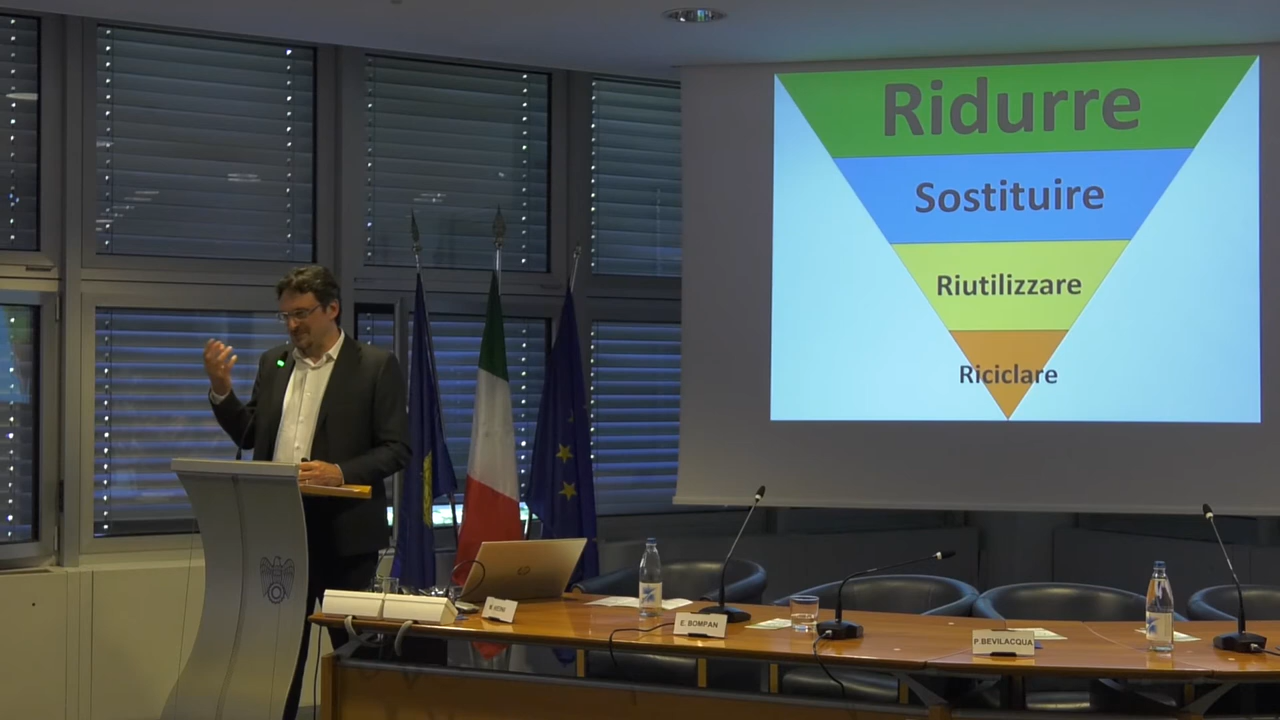 Ridurre
Sostituire
Riutilizzare
Riciclare
E. BOMPAN
P.BEVILACQUA